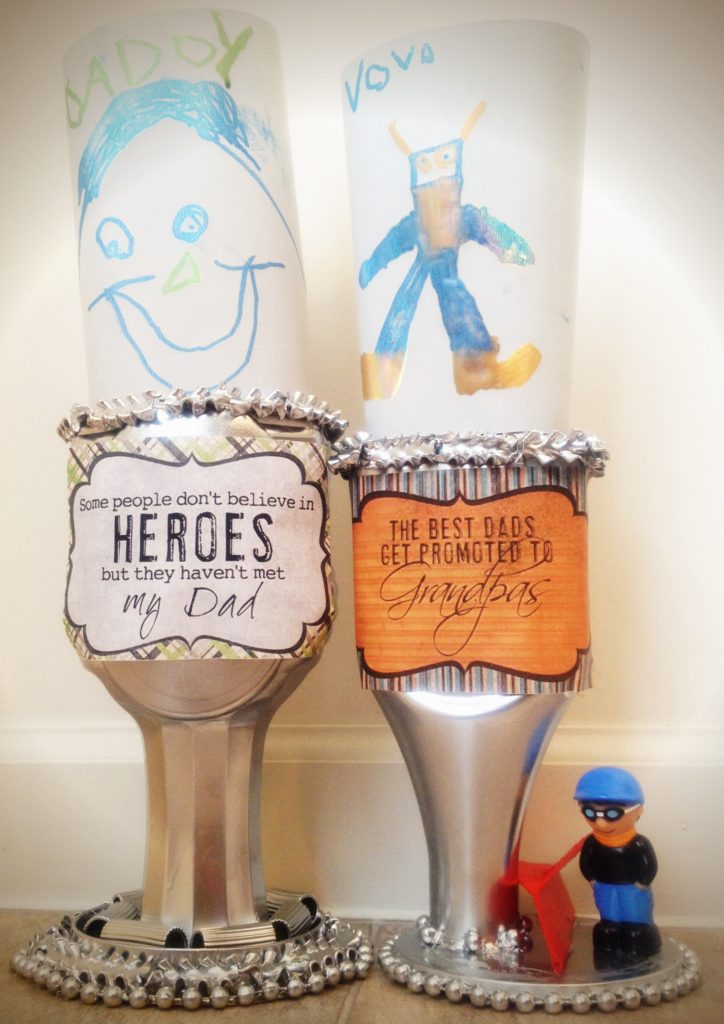 DADDY
Some people don't believe in
HEROES
but they haven't met
my Dad
VOVO
THE BEST DADS
GET PROMOTED TO
Grandpas